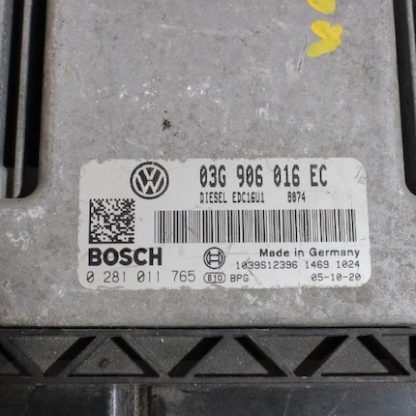 03G 906 016 EC
DIESEL EDC16U1 8074
BOSCH
Made in Germany
1039S12396 1469 1024
0 281 011 765 810 BPG 05-10-20